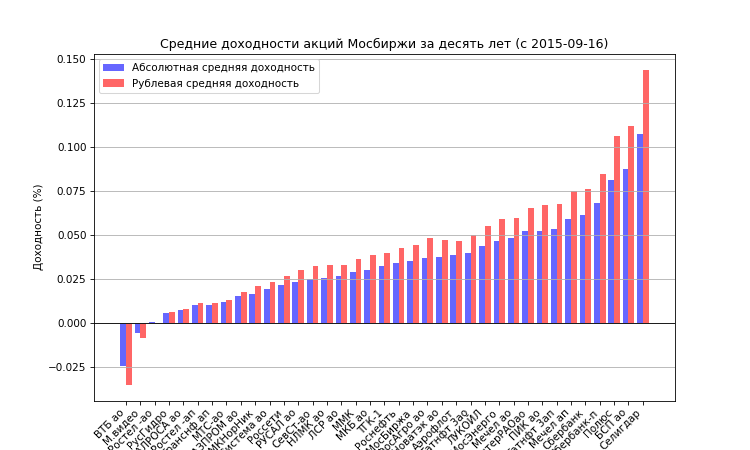 Средние доходности акций Мосбиржи за десять лет (с 2015-09-16)
Абсолютная средняя доходность
Рублевая средняя доходность
Доходность (%)
0.150
0.125
0.100
0.075
0.050
0.025
0.000
−0.025
ВТБ ао
М.видео
Ростел -ао
РусГидро
АЛРОСА ао
Ростел -ап
Транснф ап
МТС-ао
ГАЗПРОМ ао
ГМКНорНик
Система ао
Россети
РУСАЛ ао
СевСт-ао
НЛМК ао
ЛСР ао
ММК
МКБ ао
ТГК-1
Роснефть
МосБиржа
РосАгро ао
Новатэк ао
Аэрофлот
Татнфт 3ао
ЛУКОЙЛ
МосЭнерго
Мечел ао
ИнтерРАОао
ПИК ао
Татнфт 3ап
Мечел ап
Сбербанк
Сбербанк-п
Полюс
БСП ао
Селигдар